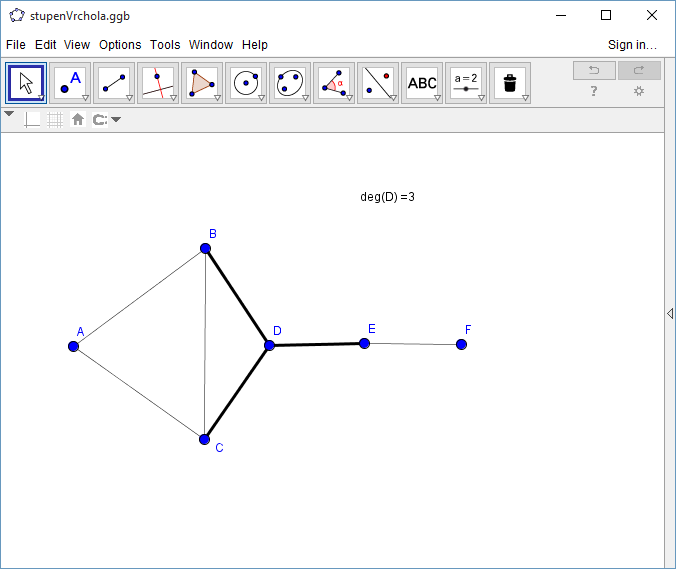 stupenVrchola.ggb
File Edit View Options Tools Window Help Sign in...
A α ABC a=2
?
deg(D) =3
B
A
D
E
F
C